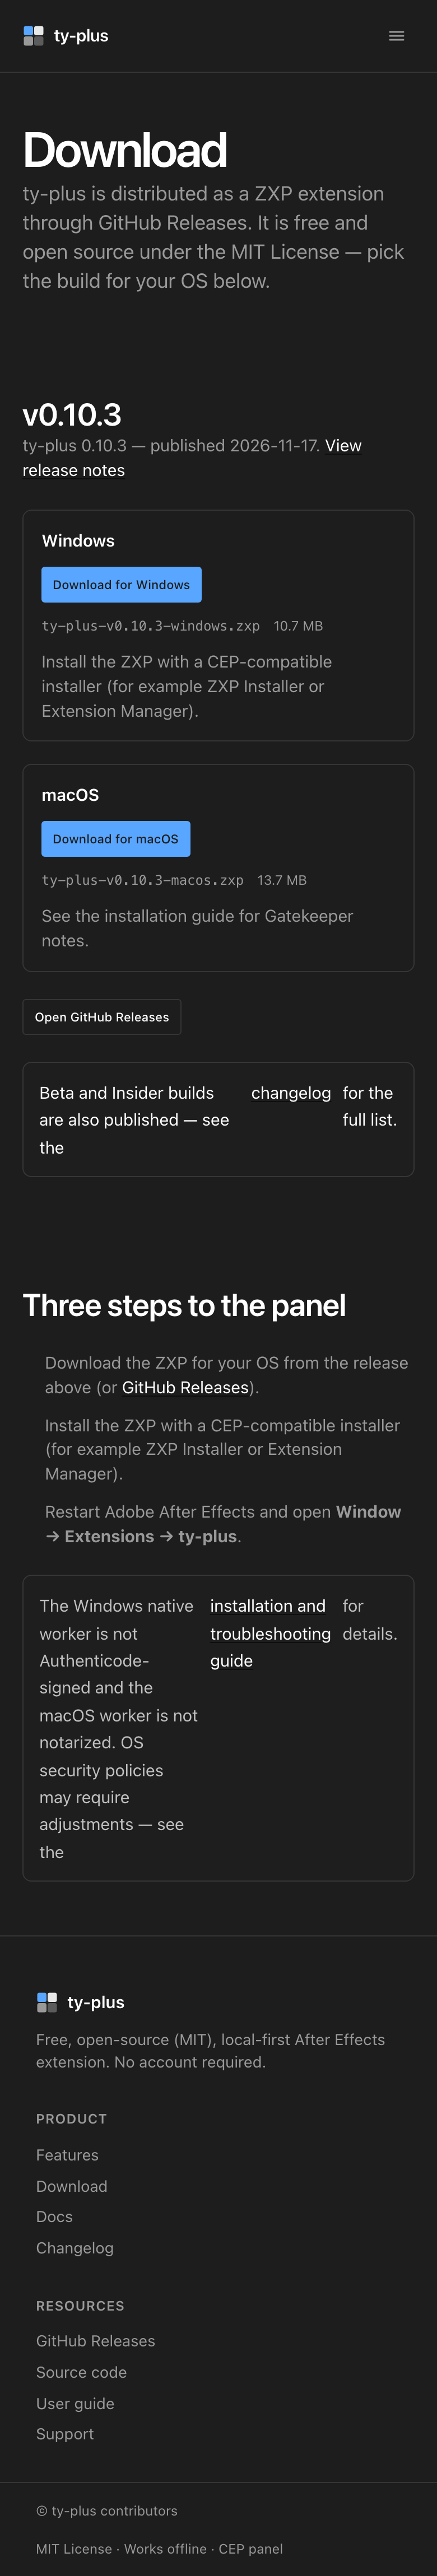 ty-plus
Download
ty-plus is distributed as a ZXP extension
through GitHub Releases. It is free and
open source under the MIT License — pick
the build for your OS below.
v0.10.3
ty-plus 0.10.3 — published 2026-11-17. View
release notes
Windows
Download for Windows
ty-plus-v0.10.3-windows.zxp 10.7 MB
Install the ZXP with a CEP-compatible
installer (for example ZXP Installer or
Extension Manager).
macOS
Download for macOS
ty-plus-v0.10.3-macos.zxp 13.7 MB
See the installation guide for Gatekeeper
notes.
Open GitHub Releases
Beta and Insider builds
are also published — see
the
changelog
for the
full list.
Three steps to the panel
Download the ZXP for your OS from the release
above (or GitHub Releases).
Install the ZXP with a CEP-compatible installer
(for example ZXP Installer or Extension
Manager).
Restart Adobe After Effects and open Window
→ Extensions → ty-plus.
The Windows native
worker is not
Authenticode-
signed and the
macOS worker is not
notarized. OS
security policies
may require
adjustments — see
the
installation and
troubleshooting
guide
for
details.
ty-plus
Free, open-source (MIT), local-first After Effects
extension. No account required.
PRODUCT
Features
Download
Docs
Changelog
RESOURCES
GitHub Releases
Source code
User guide
Support
© ty-plus contributors
MIT License · Works offline · CEP panel